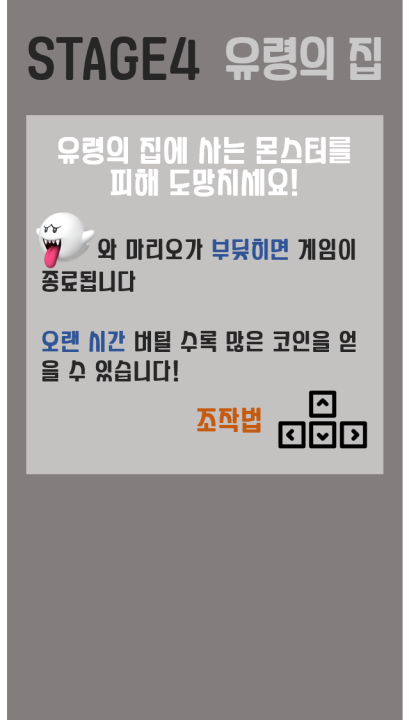 STAGE4 유령의 집
유령의 집에 사는 몬스터를
피해 도망치세요!
와 마리오가 부딪히면 게임이
종료됩니다
오랜 시간 버틸 수록 많은 코인을 얻
을 수 있습니다!
조작법